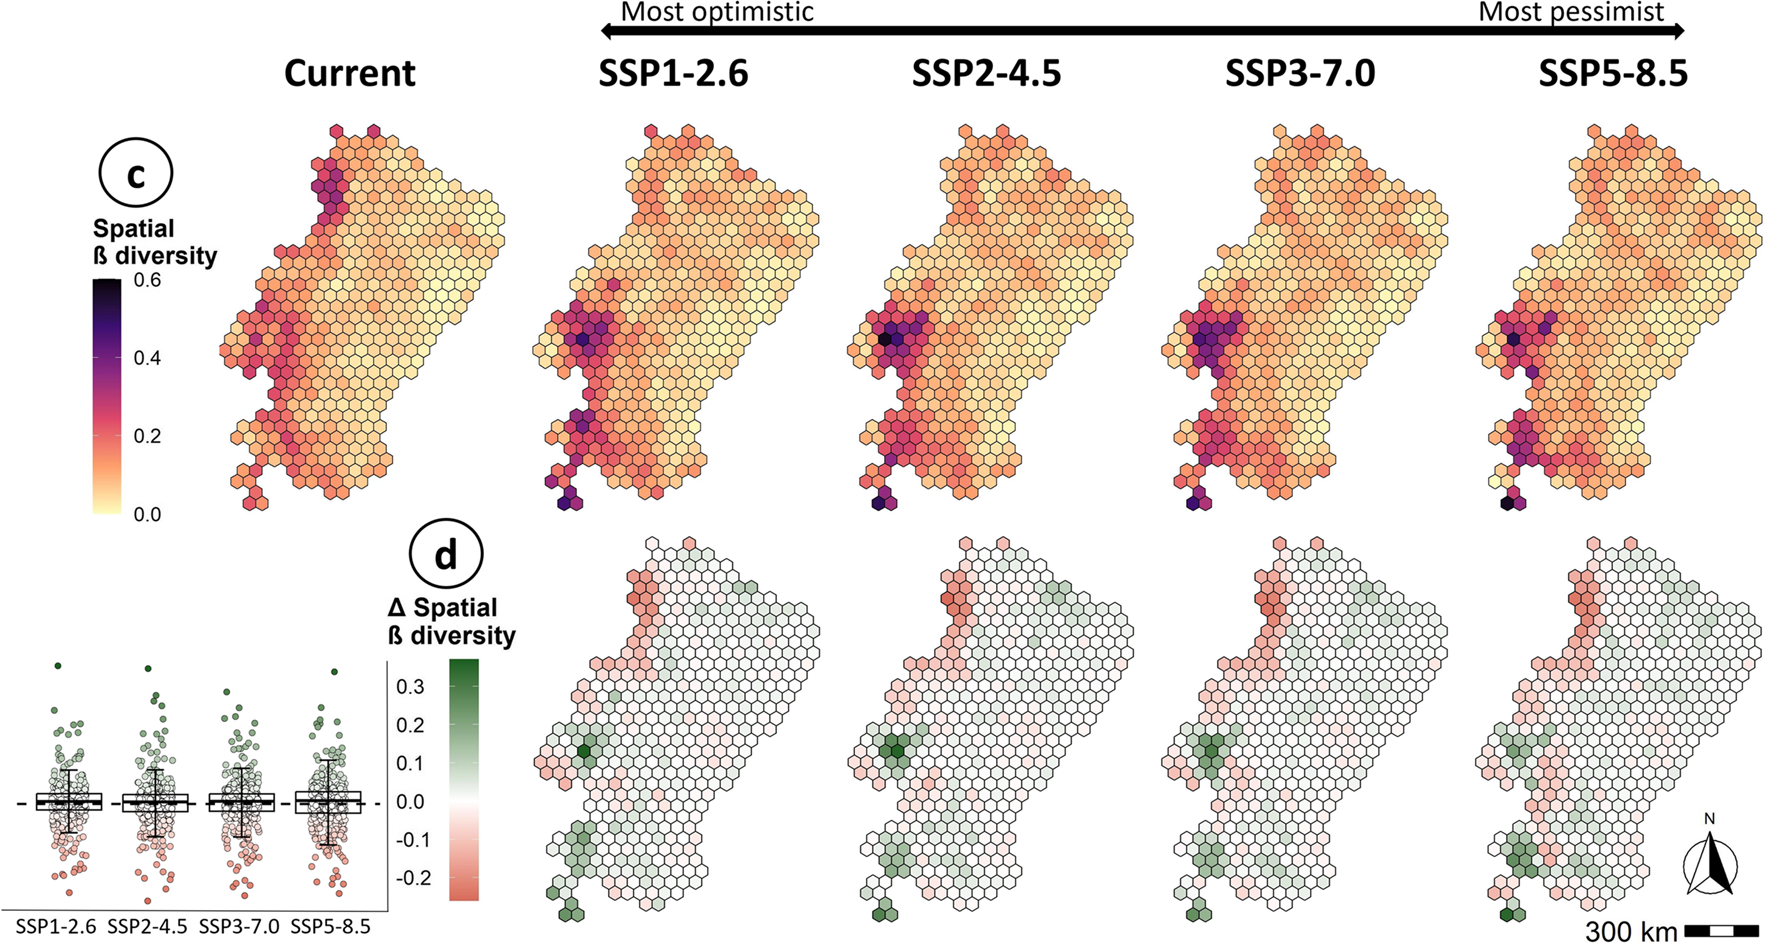 Most optimistic Most pessimist
Current SSP1-2.6 SSP2-4.5 SSP3-7.0 SSP5-8.5
c
Spatial
ß diversity
0.6
0.4
0.2
0.0
d
Δ Spatial
ß diversity
0.3
0.2
0.1
0.0
-0.1
-0.2
SSP1-2.6 SSP2-4.5 SSP3-7.0 SSP5-8.5
N
300 km